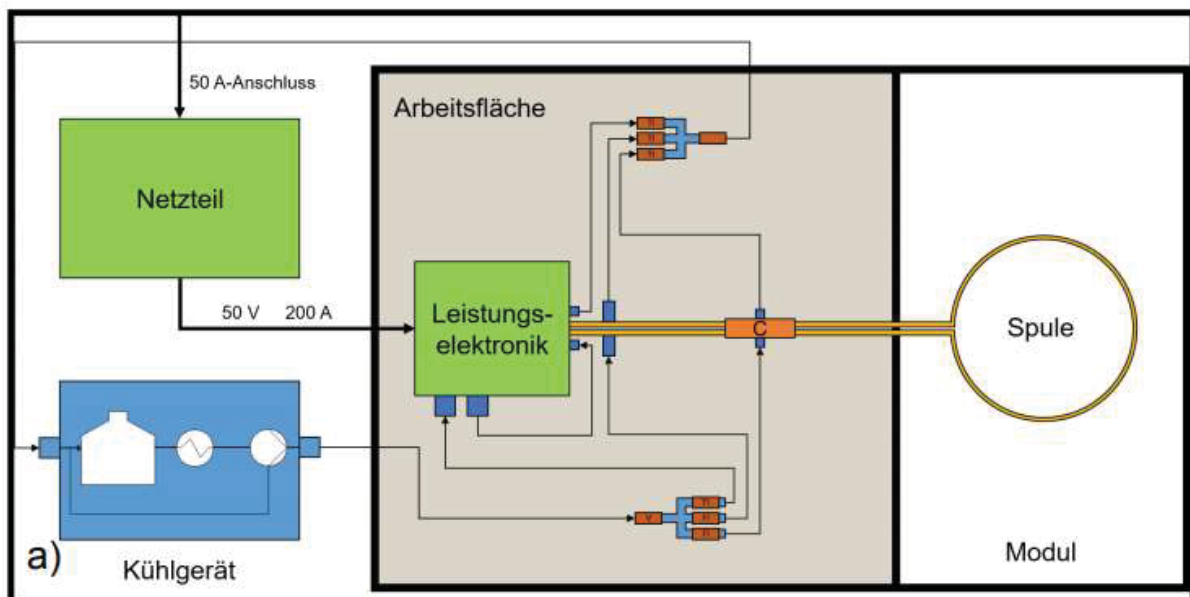 50 A-Anschluss
Arbeitsfläche
Netzteil
50 V 200 A
Leistungs-
elektronik
C
Spule
V
a)
Kühlgerät
Modul